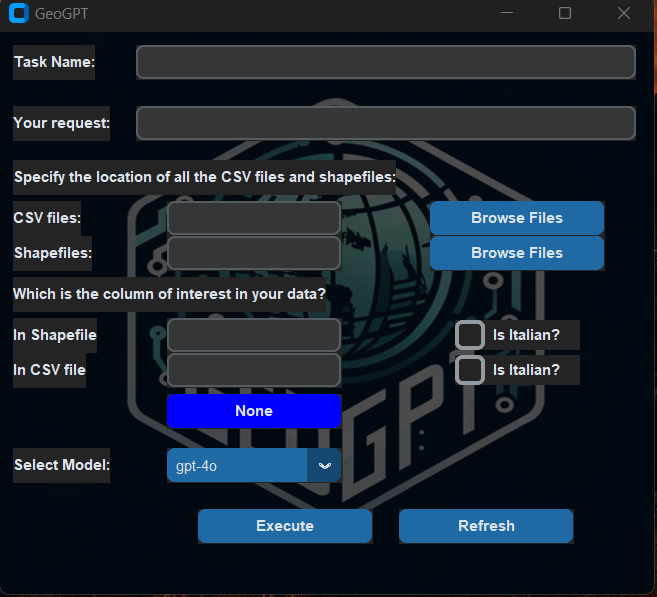 GeoGPT
Task Name:
Your request:
Specify the location of all the CSV files and shapefiles:
CSV files:
Browse Files
Shapefiles:
Browse Files
Which is the column of interest in your data?
In Shapefile
Is Italian?
In CSV file
Is Italian?
None
Select Model:
gpt-4o
Execute
Refresh